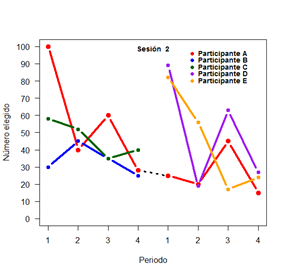 Sesión 2
Participante A
Participante B
Participante C
Participante D
Participante E
Número elegido
100
90
80
70
60
50
40
30
20
10
0
1 2 3 4 1 2 3 4
Periodo